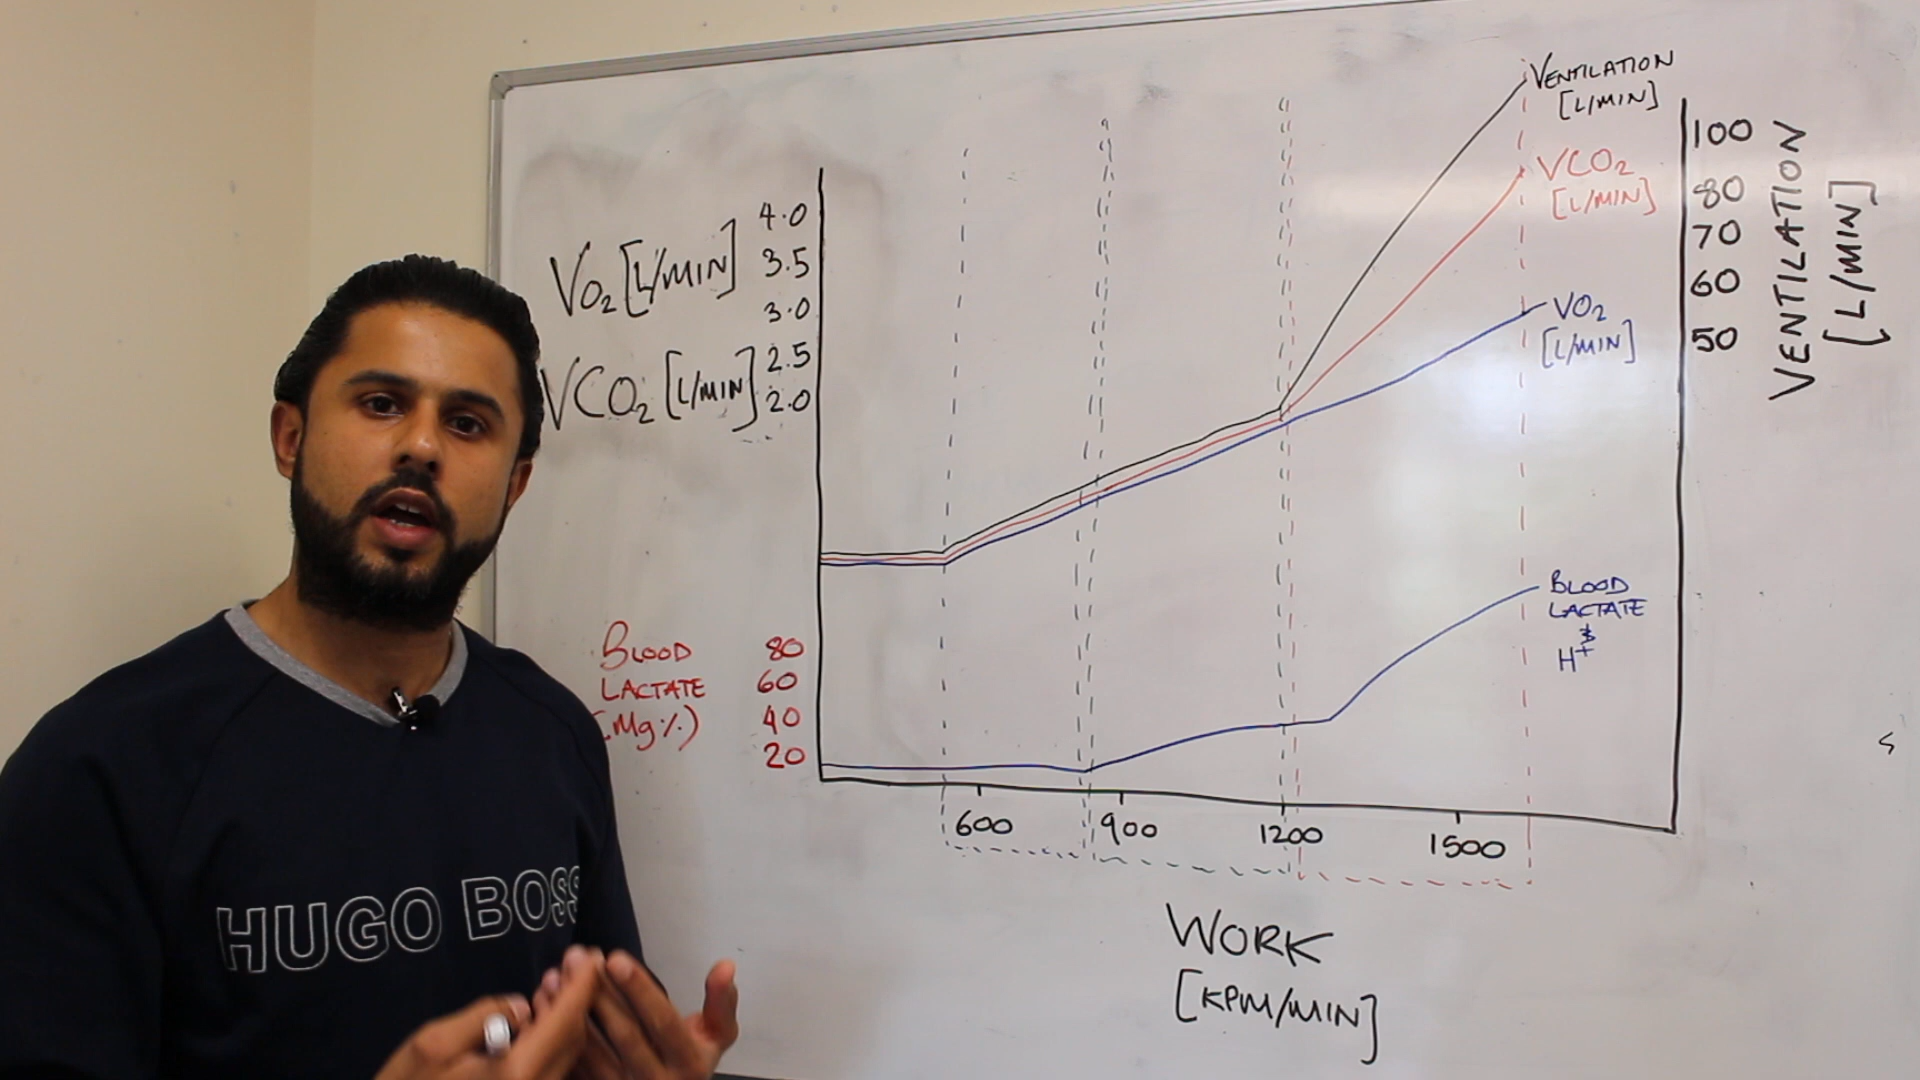 VENTILATION
[L/MIN]
VCO₂
[L/MIN]
VO₂
[L/MIN]
BLOOD
LACTATE
&
H⁺
100
80
70
60
50
VENTILATION
[L/MIN]
VO₂ [L/MIN]
VCO₂ [L/MIN]
4.0
3.5
3.0
2.5
2.0
BLOOD
LACTATE
(Mg%)
80
60
40
20
600 900 1200 1500
WORK
[KPM/MIN]
HUGO BOSS